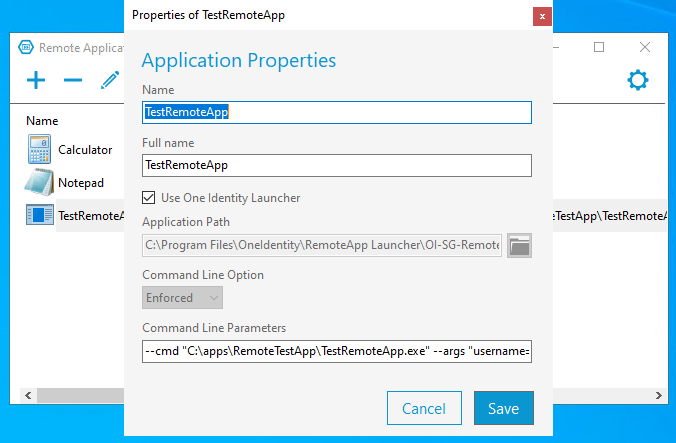 Properties of TestRemoteApp
Remote Applicatio
Application Properties
Name
Name
TestRemoteApp
Calculator
Full name
Notepad
TestRemoteApp
Use One Identity Launcher
TestRemoteA
eTestApp\TestRemoteA
Application Path
C:\Program Files\OneIdentity\RemoteApp Launcher\OI-SG-Remote
Command Line Option
Enforced
Command Line Parameters
--cmd "C:\apps\RemoteTestApp\TestRemoteApp.exe" --args "username=
Cancel
Save